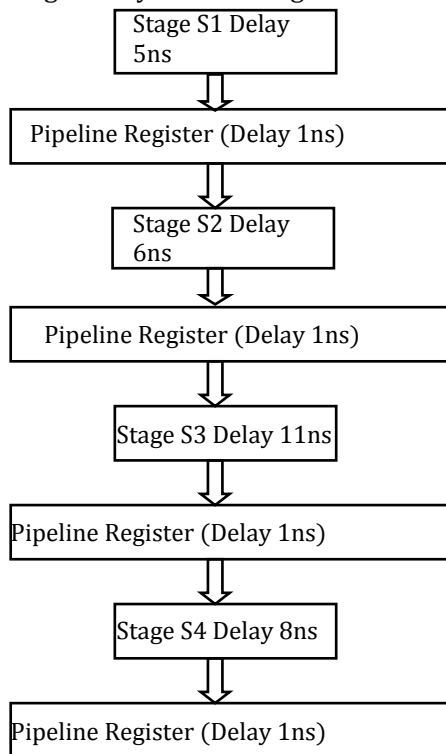 Stage S1 Delay
5ns
Pipeline Register (Delay 1ns)
Stage S2 Delay
6ns
Pipeline Register (Delay 1ns)
Stage S3 Delay 11ns
Pipeline Register (Delay 1ns)
Stage S4 Delay 8ns
Pipeline Register (Delay 1ns)